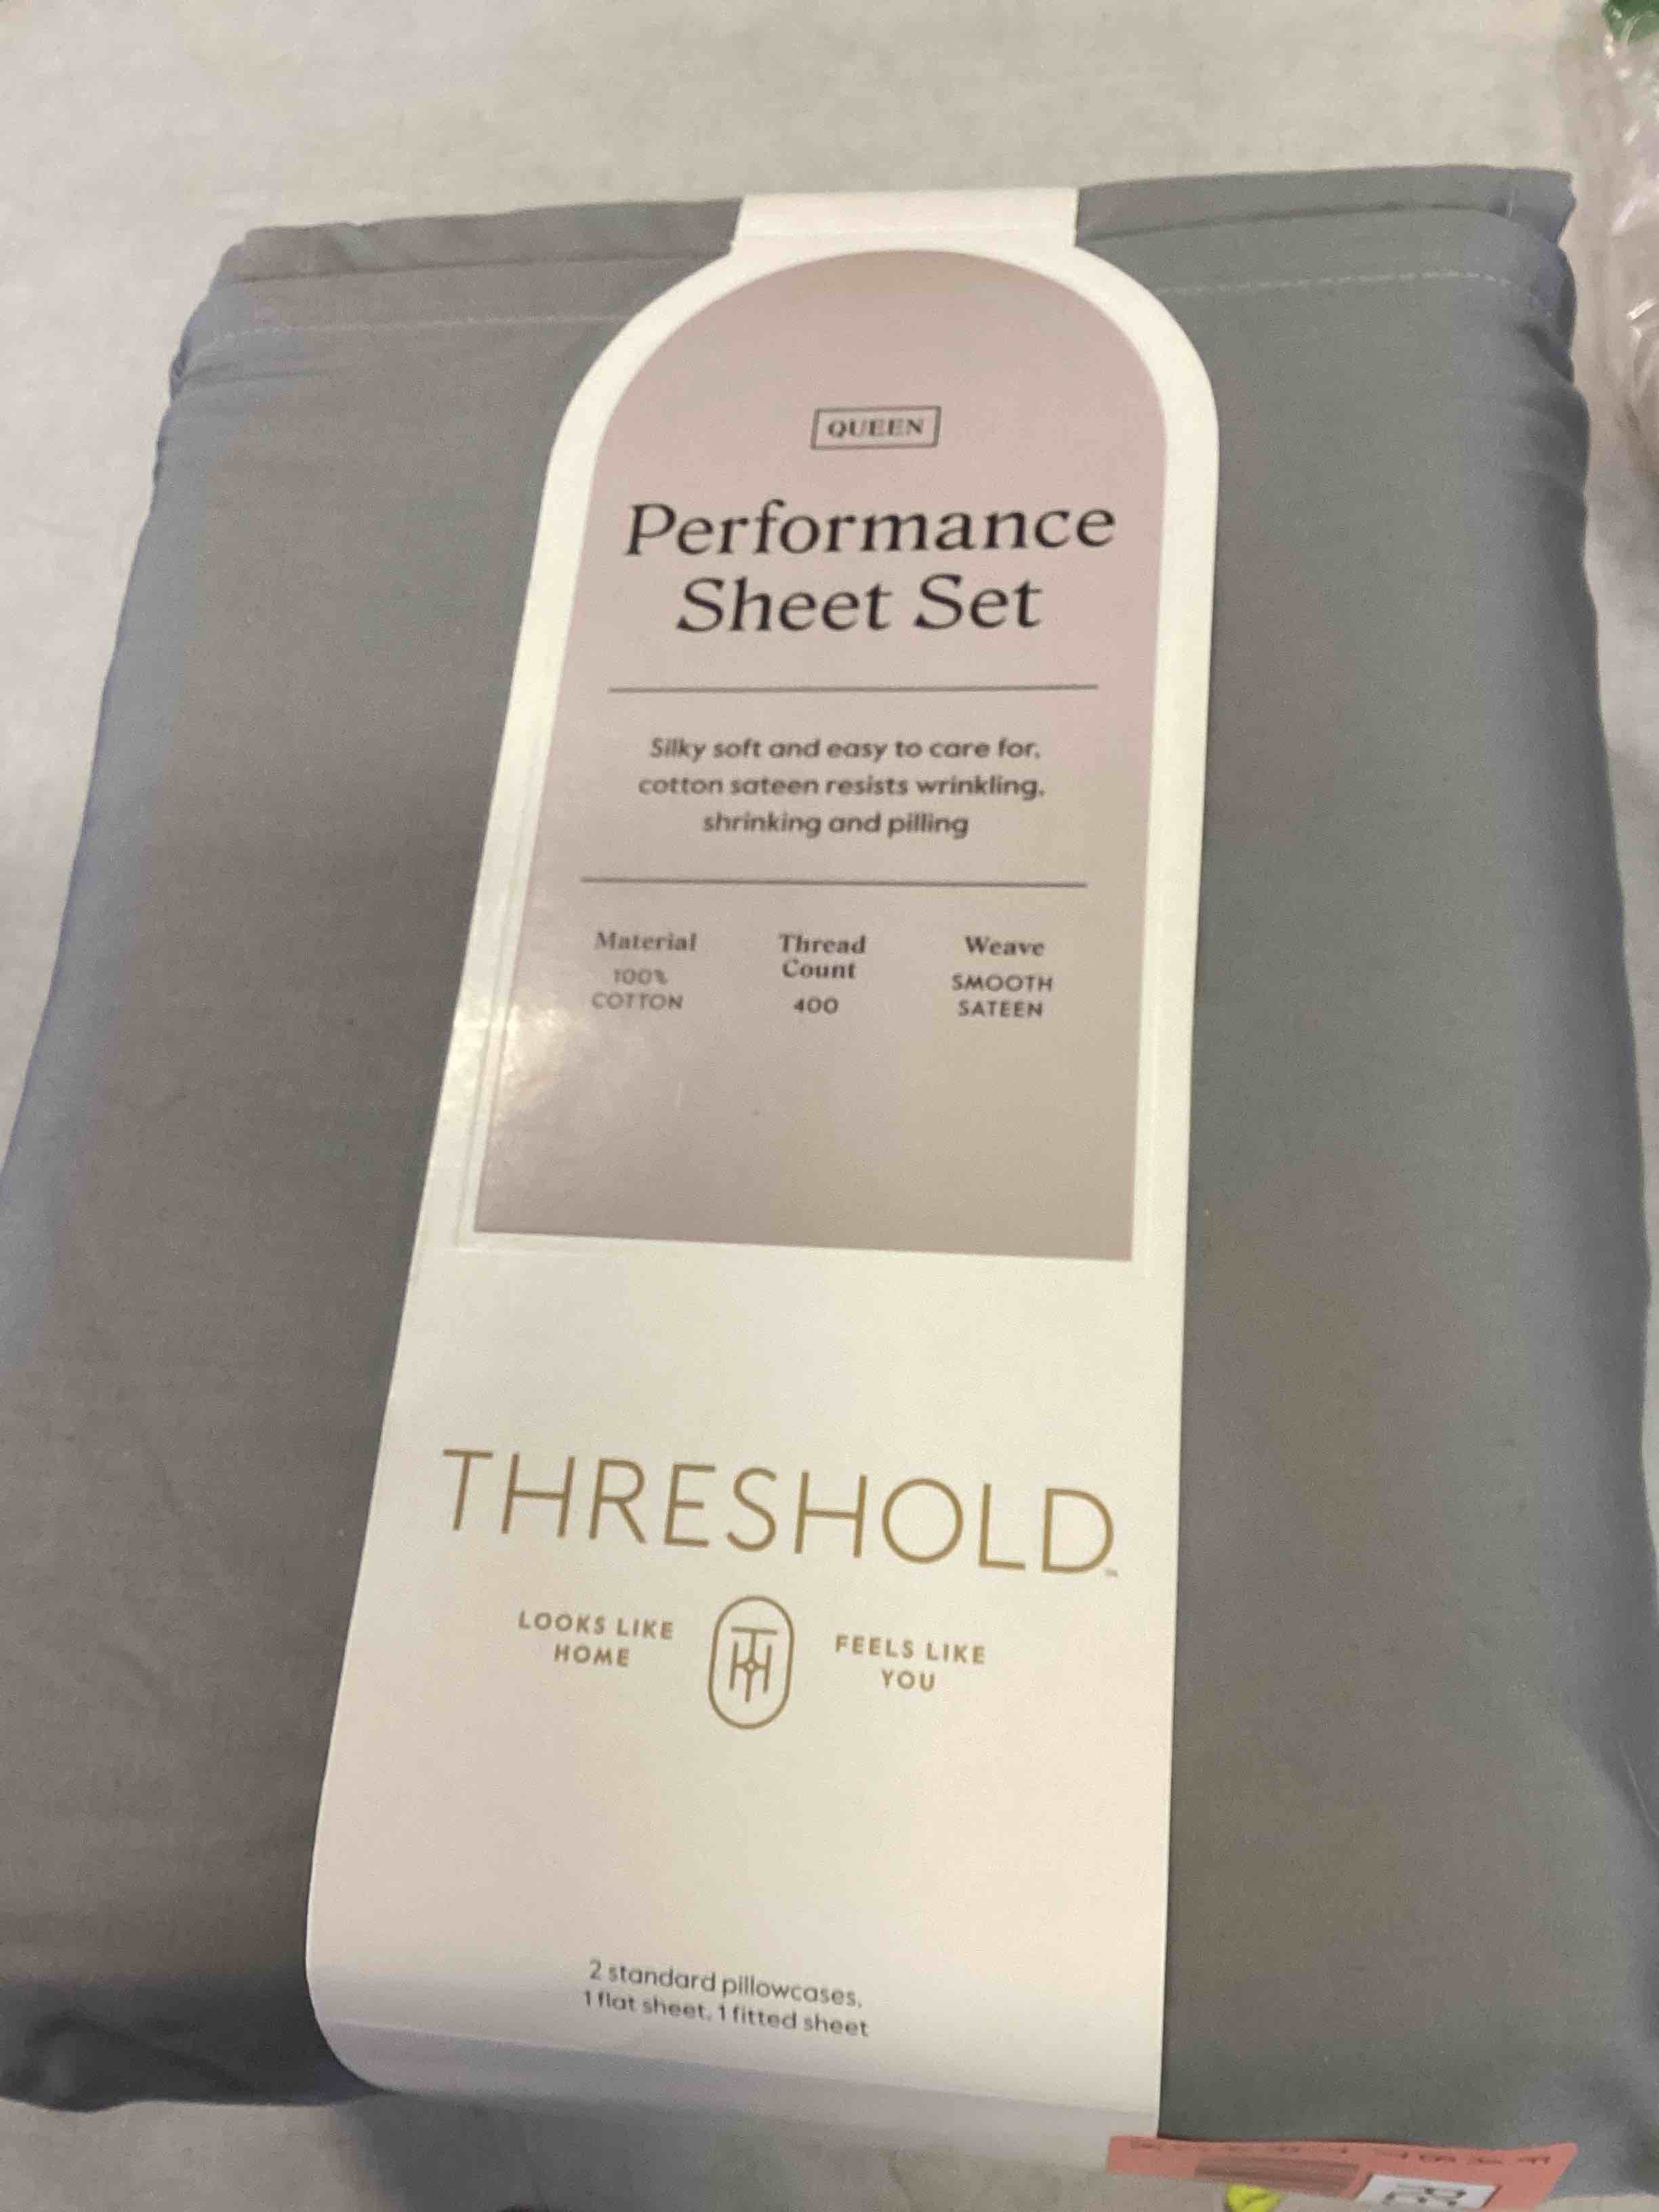 QUEEN
Performance
Sheet Set
Silky soft and easy to care for,
cotton sateen resists wrinkling,
shrinking and pilling
Material
100%
COTTON
Thread
Count
400
Weave
SMOOTH
SATEEN
THRESHOLD™
LOOKS LIKE
HOME
TH
FEELS LIKE
YOU
2 standard pillowcases,
1 flat sheet, 1 fitted sheet